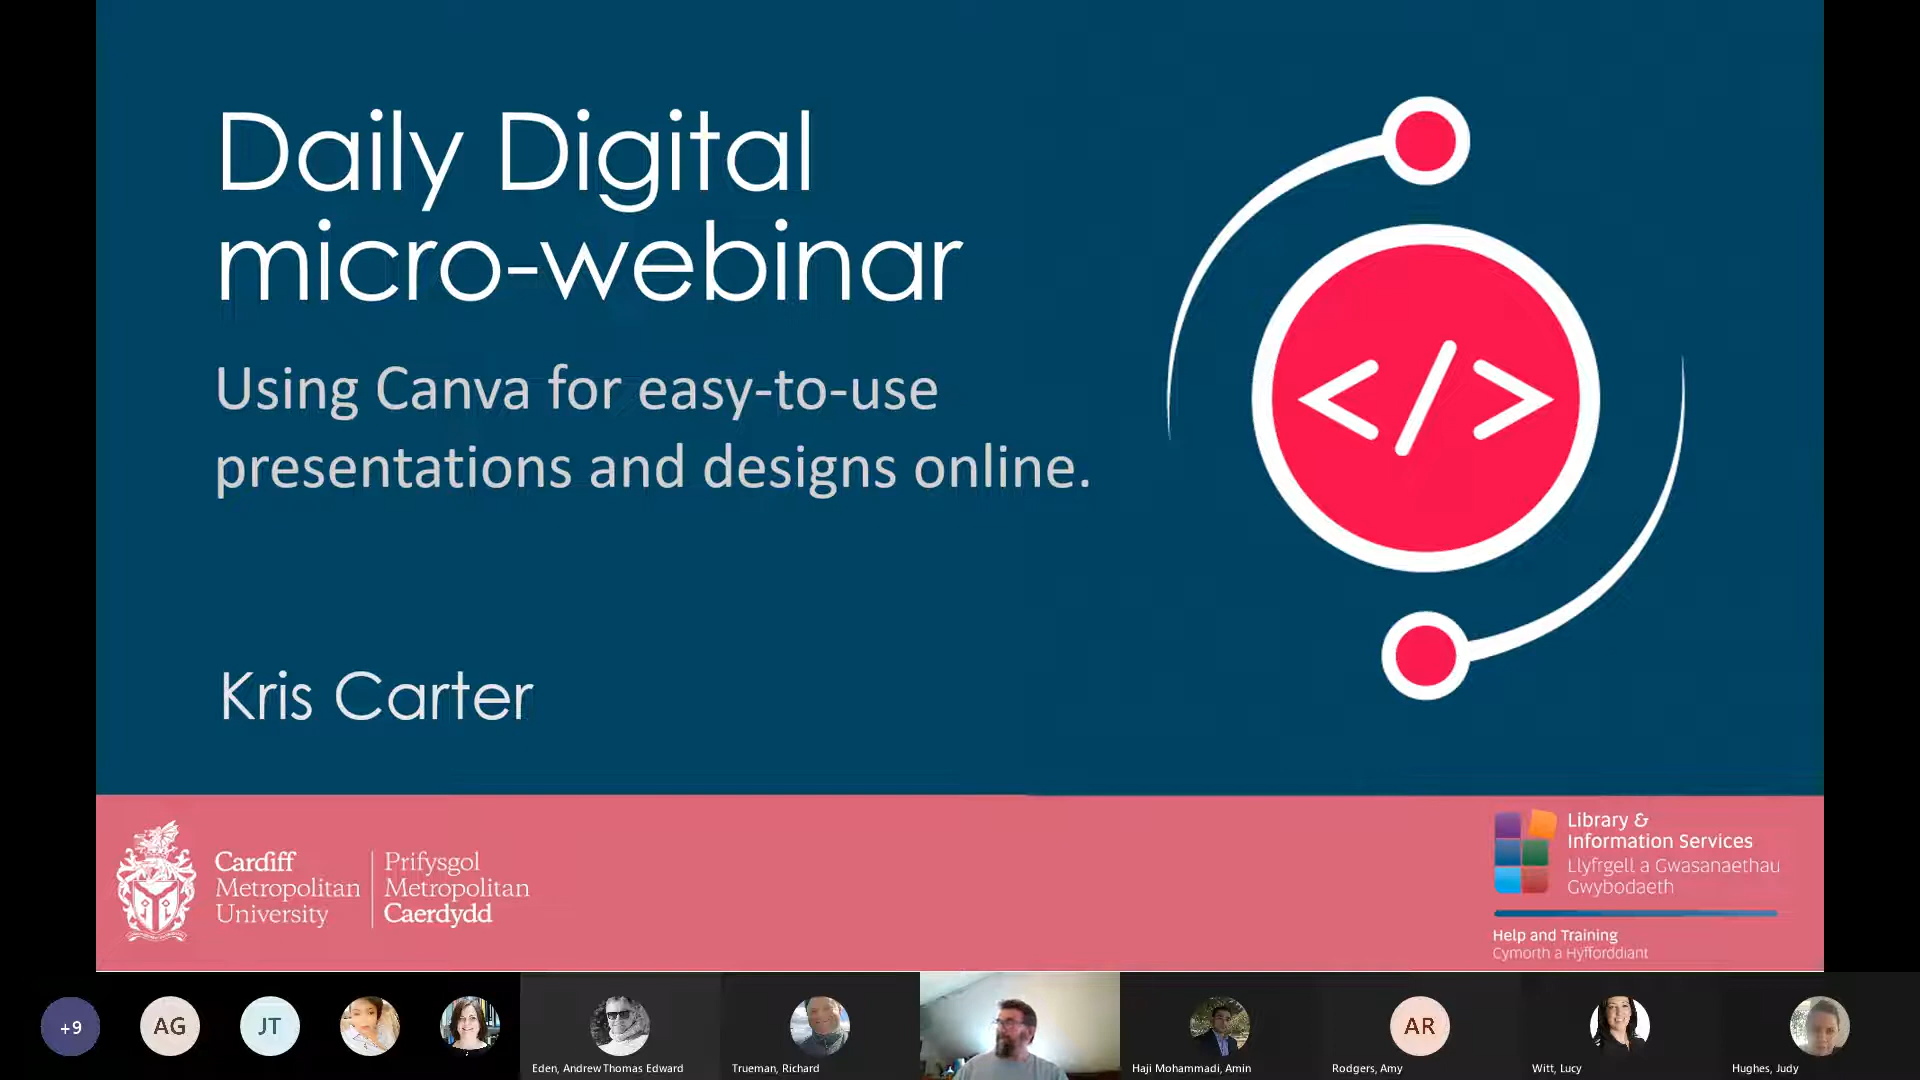 Daily Digital
micro-webinar
Using Canva for easy-to-use
presentations and designs online.
</>
Kris Carter
Cardiff
Metropolitan
University
Prifysgol
Metropolitan
Caerdydd
Library &
Information Services
Llyfrgell a Gwasanaethau
Gwybodaeth
Help and Training
Cymorth a Hyfforddiant
+9
AG
JT
AR
Eden, Andrew Thomas Edward
Trueman, Richard
Haji Mohammadi, Amin
Rodgers, Amy
Witt, Lucy
Hughes, Judy